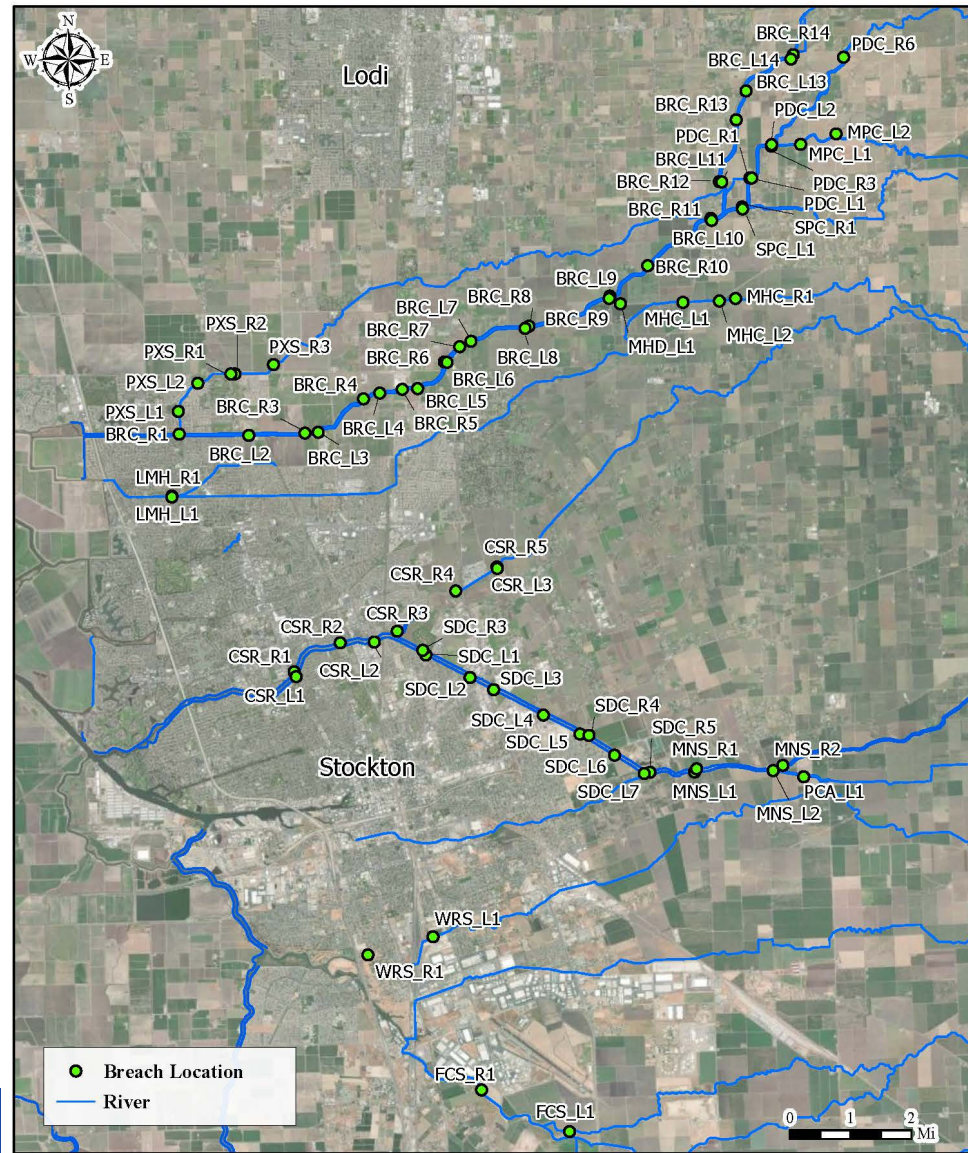 N
W
E
S
Lodi
BRC_R14
PDC_R6
BRC_L14
BRC_L13
BRC_R13
PDC_L2
PDC_R1
MPC_L2
MPC_L1
BRC_L11
PDC_R3
BRC_R12
PDC_L1
BRC_R11
SPC_R1
BRC_L10
SPC_L1
BRC_R10
BRC_L9
BRC_R8
BRC_L7
MHC_R1
BRC_R9
MHC_L1
BRC_R7
MHC_L2
PXS_R2
BRC_L8
MHD_L1
PXS_R1
BRC_R6
PXS_R3
BRC_L6
PXS_L2
BRC_R4
BRC_L5
PXS_L1
BRC_R3
BRC_L4
BRC_R5
BRC_R1
BRC_L2
BRC_L3
LMH_R1
LMH_L1
CSR_R5
CSR_R4
CSR_L3
CSR_R3
CSR_R2
SDC_R3
CSR_L2
SDC_L1
CSR_R1
SDC_L2
SDC_L3
CSR_L1
SDC_R4
SDC_L4
SDC_R5
SDC_L5
MNS_R1
MNS_R2
SDC_L6
Stockton
SDC_L7
MNS_L1
PCA_L1
MNS_L2
WRS_L1
WRS_R1
FCS_R1
FCS_L1
Breach Location
River
0 1 2
Mi